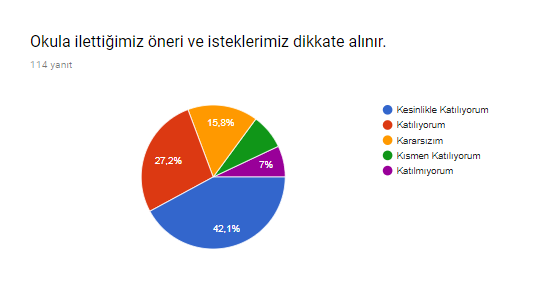 Okula ilettiğimiz öneri ve isteklerimiz dikkate alınır.
114 yanıt
15,8%
27,2%
7%
42,1%
Kesinlikle Katılıyorum
Katılıyorum
Kararsızım
Kısmen Katılıyorum
Katılmıyorum